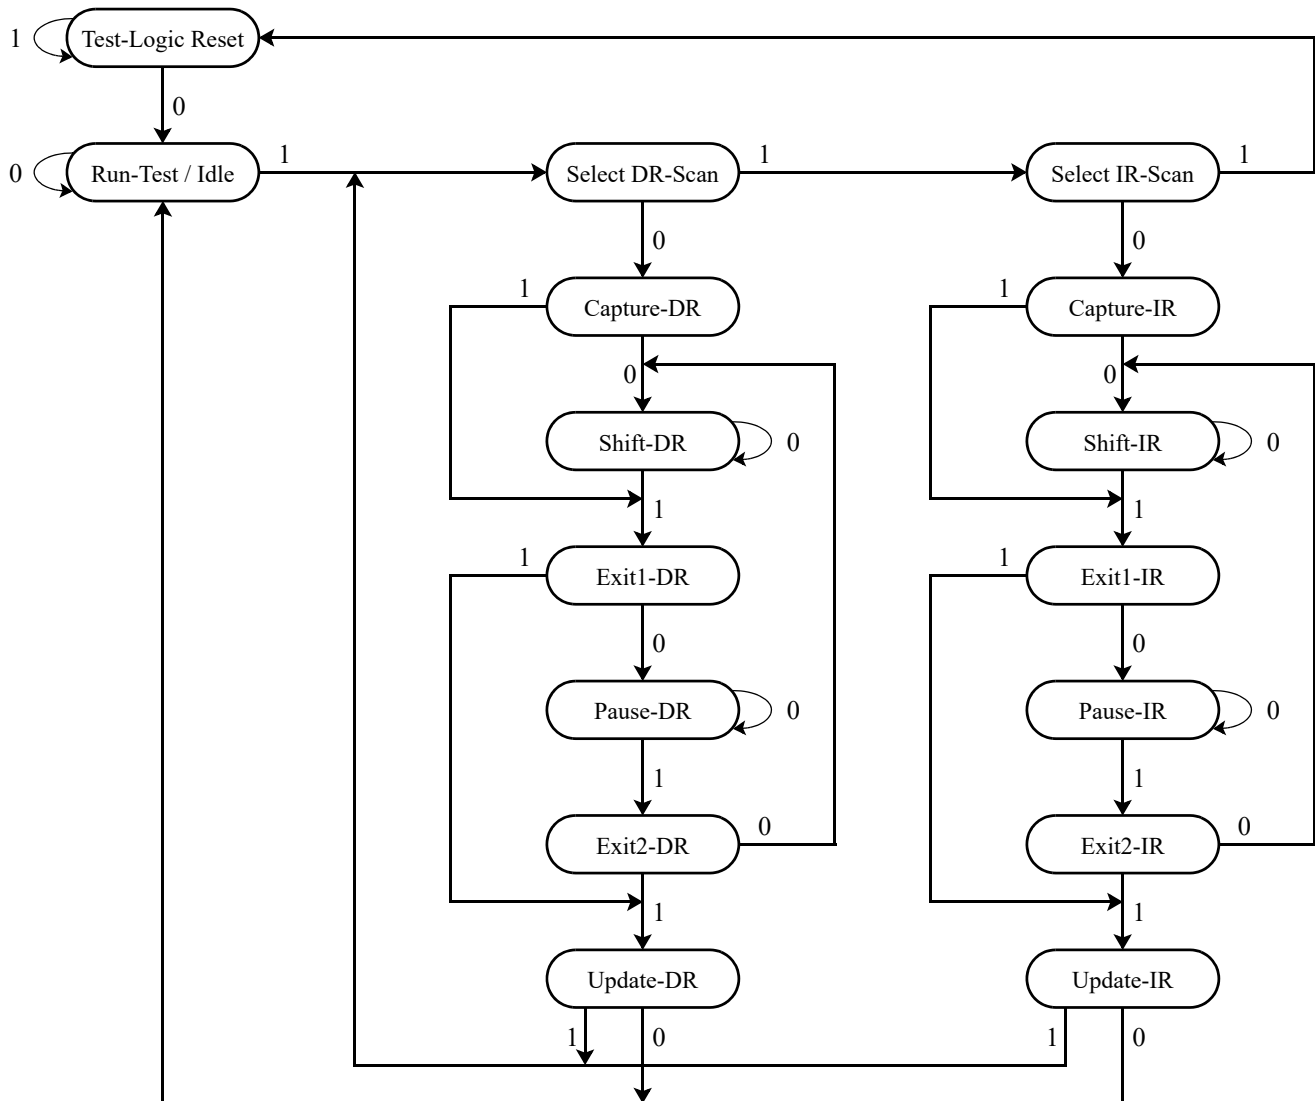 1
Test-Logic Reset
0
0
Run-Test / Idle
1
Select DR-Scan
1
Select IR-Scan
1
0
0
1
Capture-DR
1
Capture-IR
0
0
Shift-DR
0
Shift-IR
0
1
1
1
Exit1-DR
1
Exit1-IR
0
0
Pause-DR
0
Pause-IR
0
1
1
Exit2-DR
0
Exit2-IR
0
1
1
Update-DR
Update-IR
1
0
1
0